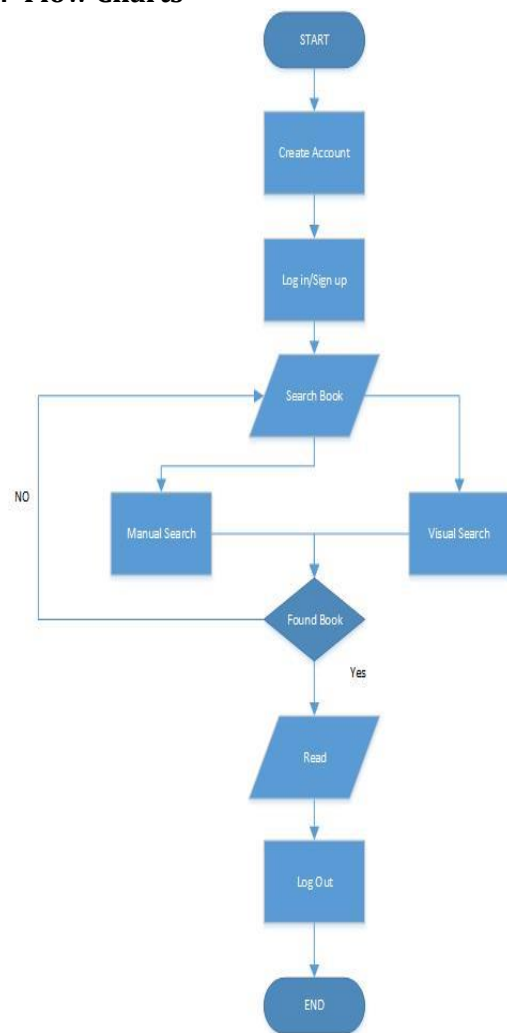 Flow Charts
START
Create Account
Log in/Sign up
Search Book
NO
Manual Search
Visual Search
Found Book
Yes
Read
Log Out
END